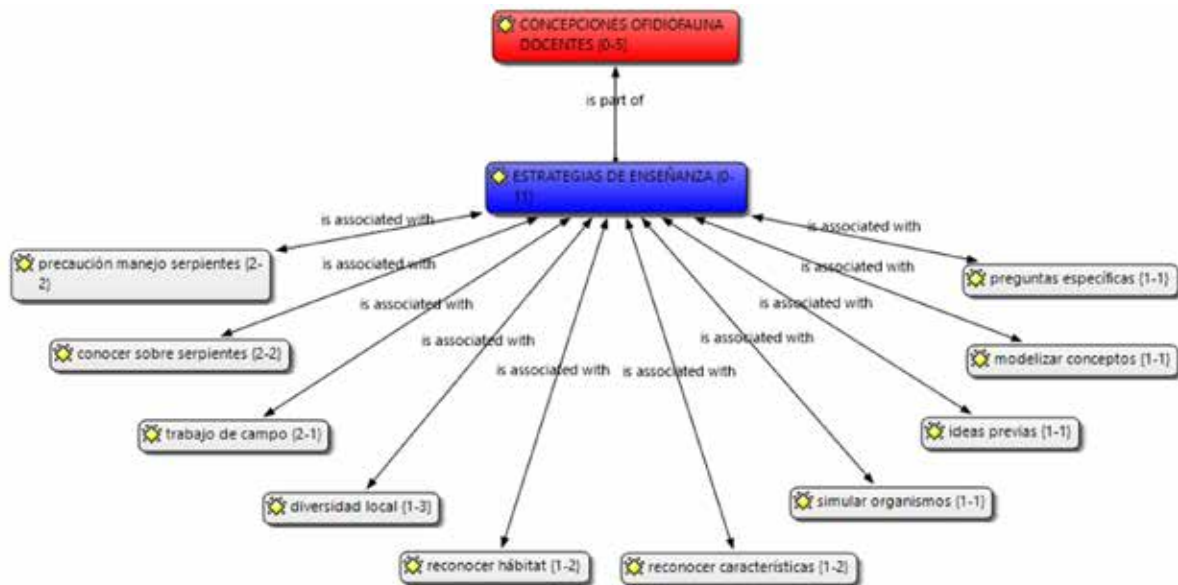 CONCEPCIONES OFIDIOFAUNA
DOCENTES {0-5}
is part of
ESTRATEGIAS DE ENSEÑANZA {0-
11}
is associated with
is associated with
precaución manejo serpientes {2-
2}
is associated with
is associated with
preguntas específicas {1-1}
is associated with
is associated with
is associated with
is associated with
conocer sobre serpientes {2-2}
modelizar conceptos {1-1}
is associated with
is associated with
trabajo de campo {2-1}
ideas previas {1-1}
diversidad local {1-3}
simular organismos {1-1}
reconocer hábitat {1-2}
reconocer características {1-2}